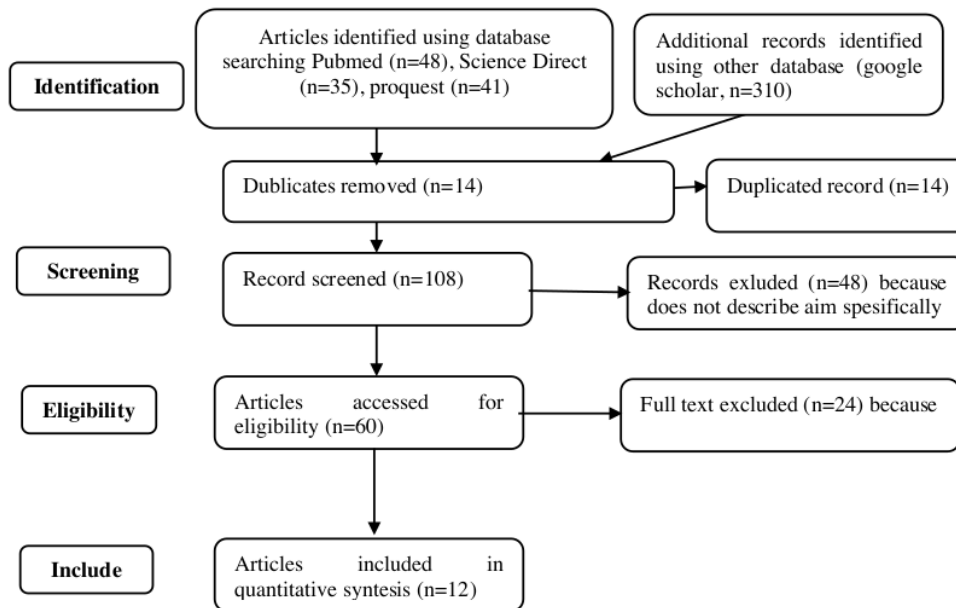 Identification
Articles identified using database
searching Pubmed (n=48), Science Direct
(n=35), proquest (n=41)
Additional records identified
using other database (google
scholar, n=310)
Dublicates removed (n=14)
Duplicated record (n=14)
Screening
Record screened (n=108)
Records exluded (n=48) because
does not describe aim spesifically
Eligibility
Articles accessed for
eligibility (n=60)
Full text excluded (n=24) because
Include
Articles included in
quantitative syntesis (n=12)